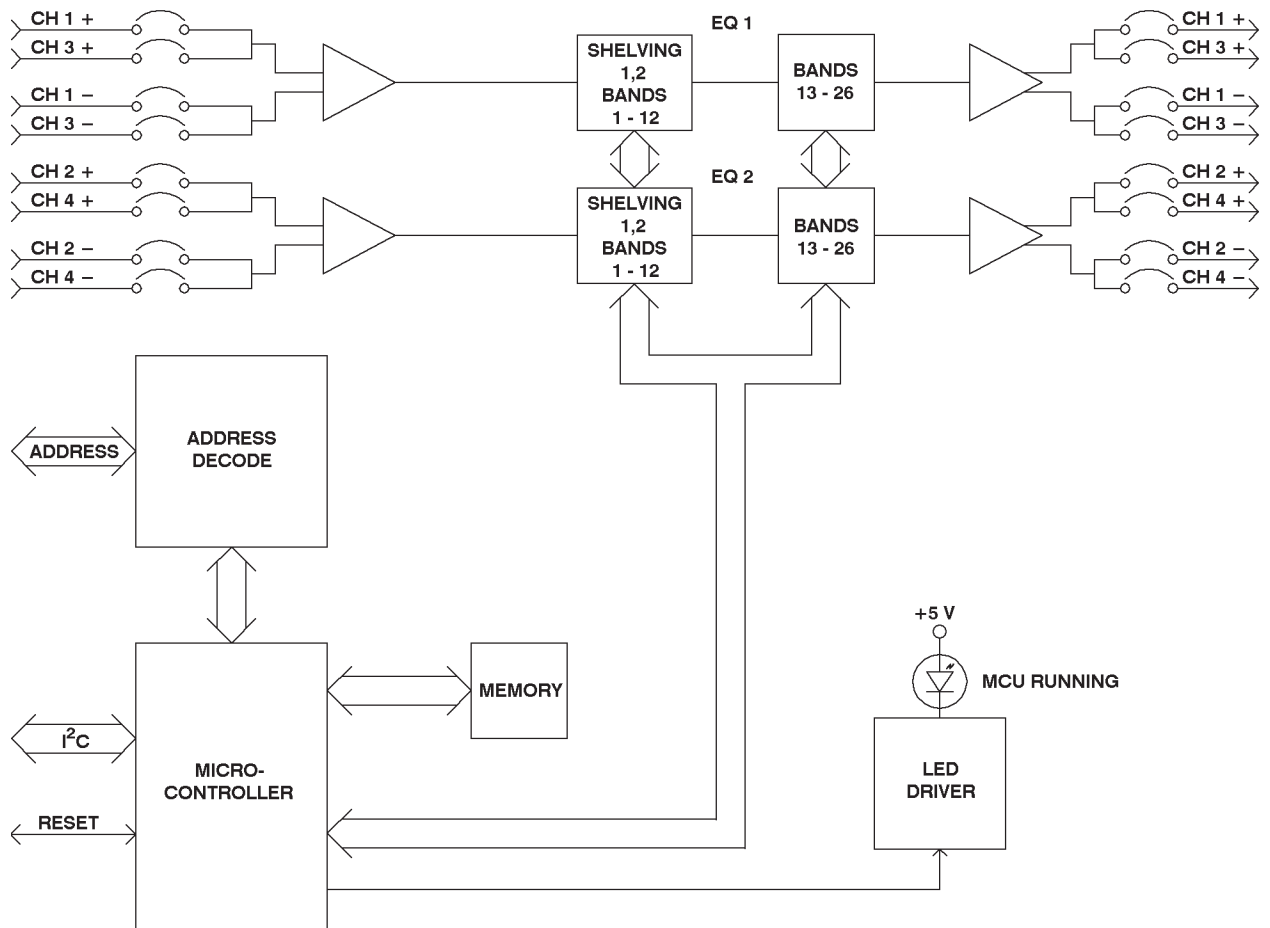 CH 1 +
EQ 1
CH 1 +
CH 3 +
SHELVING
1,2
BANDS
1 - 12
BANDS
13 - 26
CH 3 +
CH 1 –
CH 1 –
CH 3 –
CH 3 –
CH 2 +
EQ 2
CH 2 +
CH 4 +
SHELVING
1,2
BANDS
1 - 12
BANDS
13 - 26
CH 4 +
CH 2 –
CH 2 –
CH 4 –
CH 4 –
ADDRESS
ADDRESS
DECODE
+5 V
MCU RUNNING
MEMORY
I²C
MICRO-
CONTROLLER
LED
DRIVER
RESET